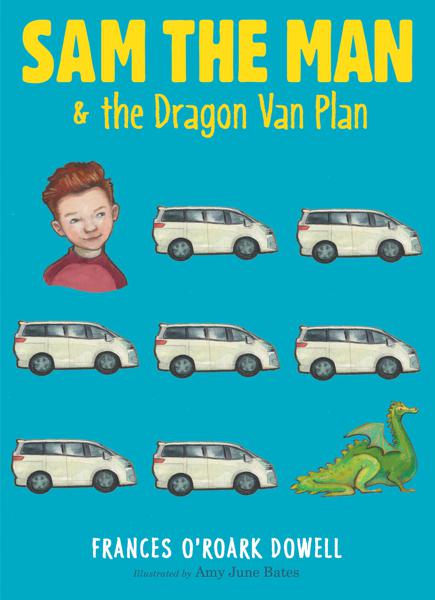 SAM THE MAN
& the Dragon Van Plan
FRANCES O'ROARK DOWELL
Illustrated by Amy June Bates